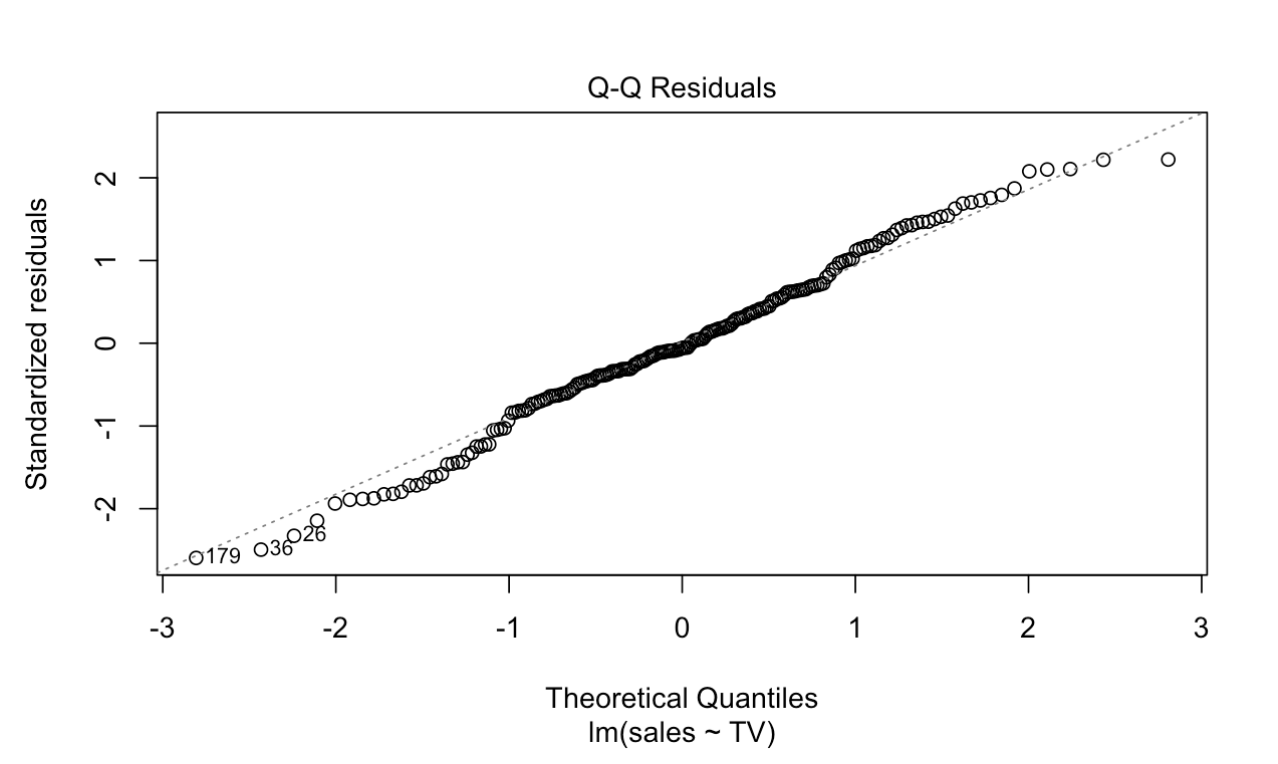 Q-Q Residuals
Standardized residuals
2
1
0
-1
-2
179
36
26
-3 -2 -1 0 1 2 3
Theoretical Quantiles
lm(sales ~ TV)